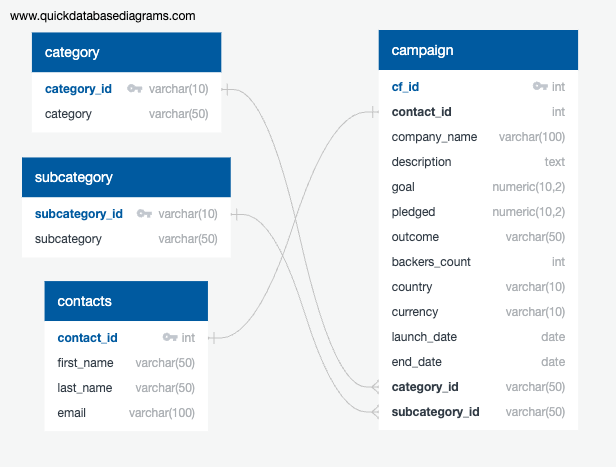 www.quickdatabasediagrams.com
category
category_id varchar(10)
category varchar(50)
subcategory
subcategory_id varchar(10)
subcategory varchar(50)
contacts
contact_id int
first_name varchar(50)
last_name varchar(50)
email varchar(100)
campaign
cf_id int
contact_id int
company_name varchar(100)
description text
goal numeric(10,2)
pledged numeric(10,2)
outcome varchar(50)
backers_count int
country varchar(10)
currency varchar(10)
launch_date date
end_date date
category_id varchar(50)
subcategory_id varchar(50)